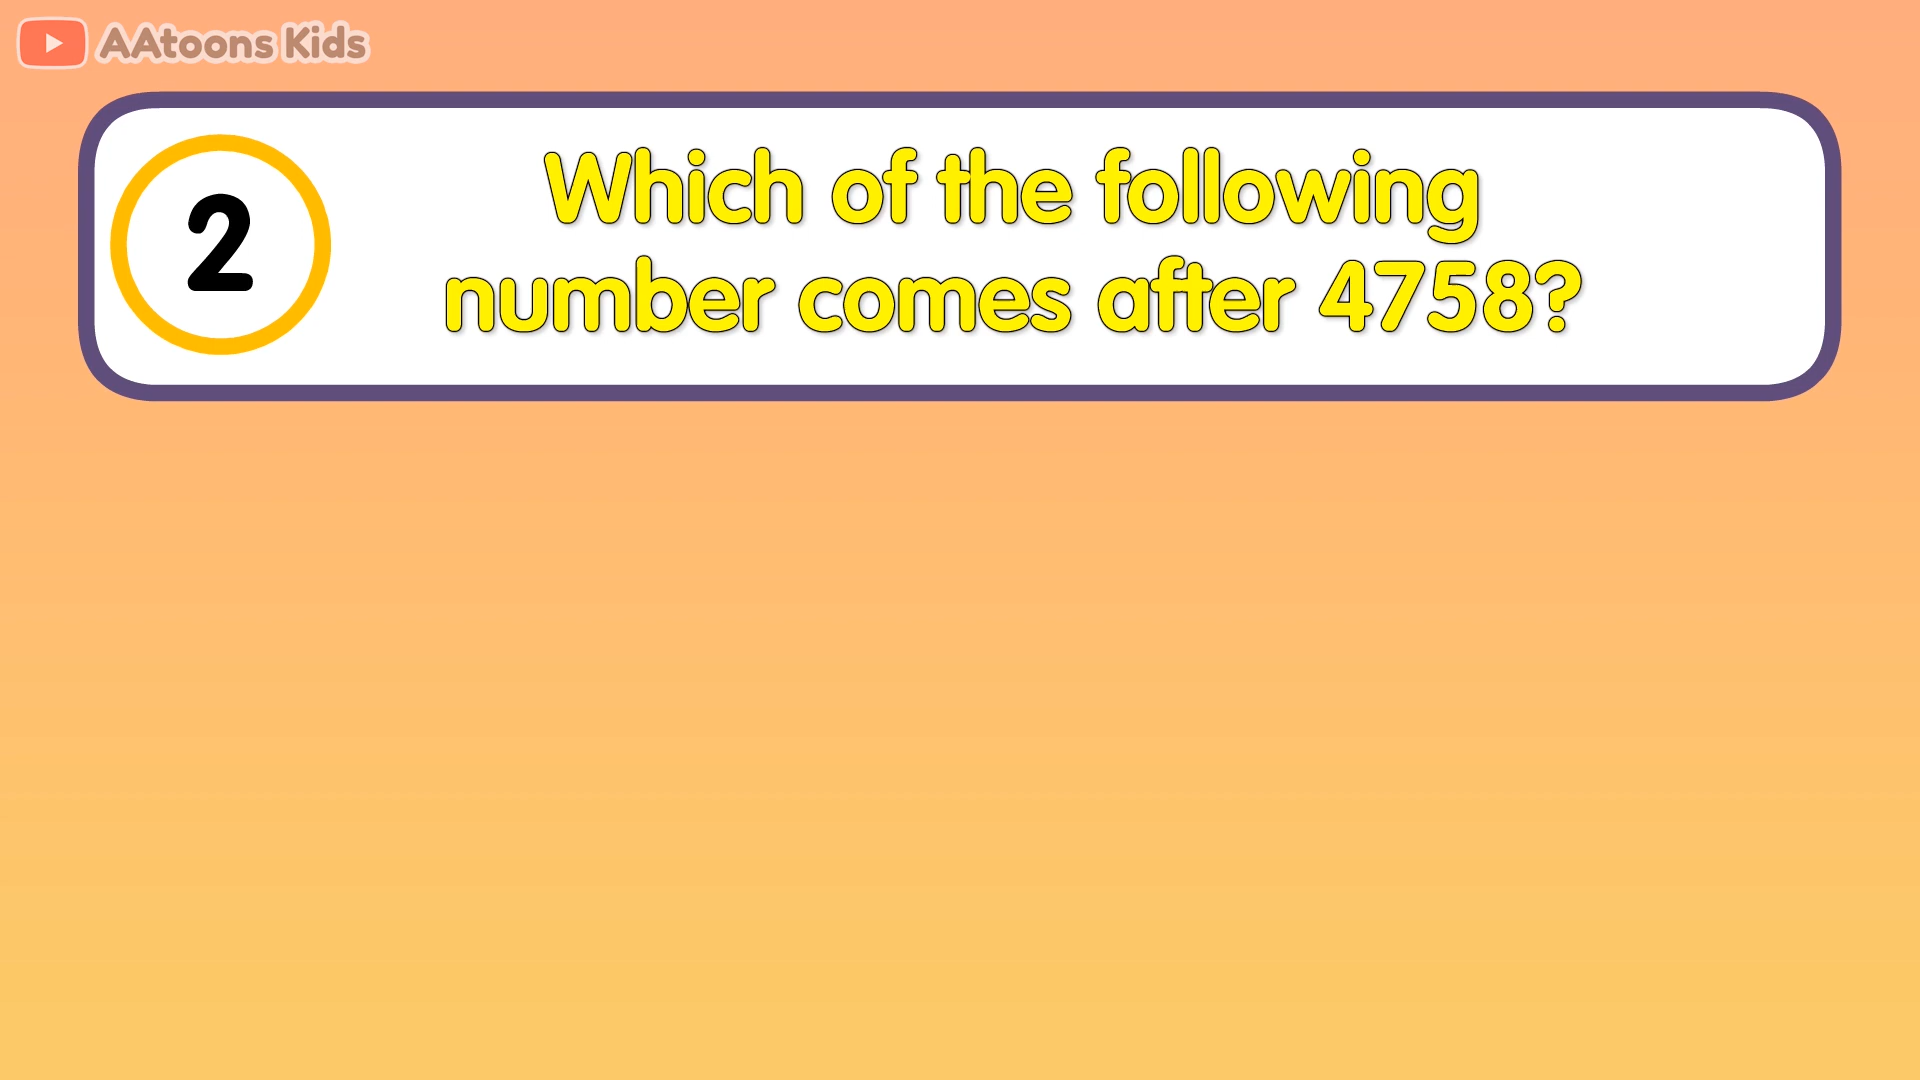 AAtoons Kids
2
Which of the following
number comes after 4758?